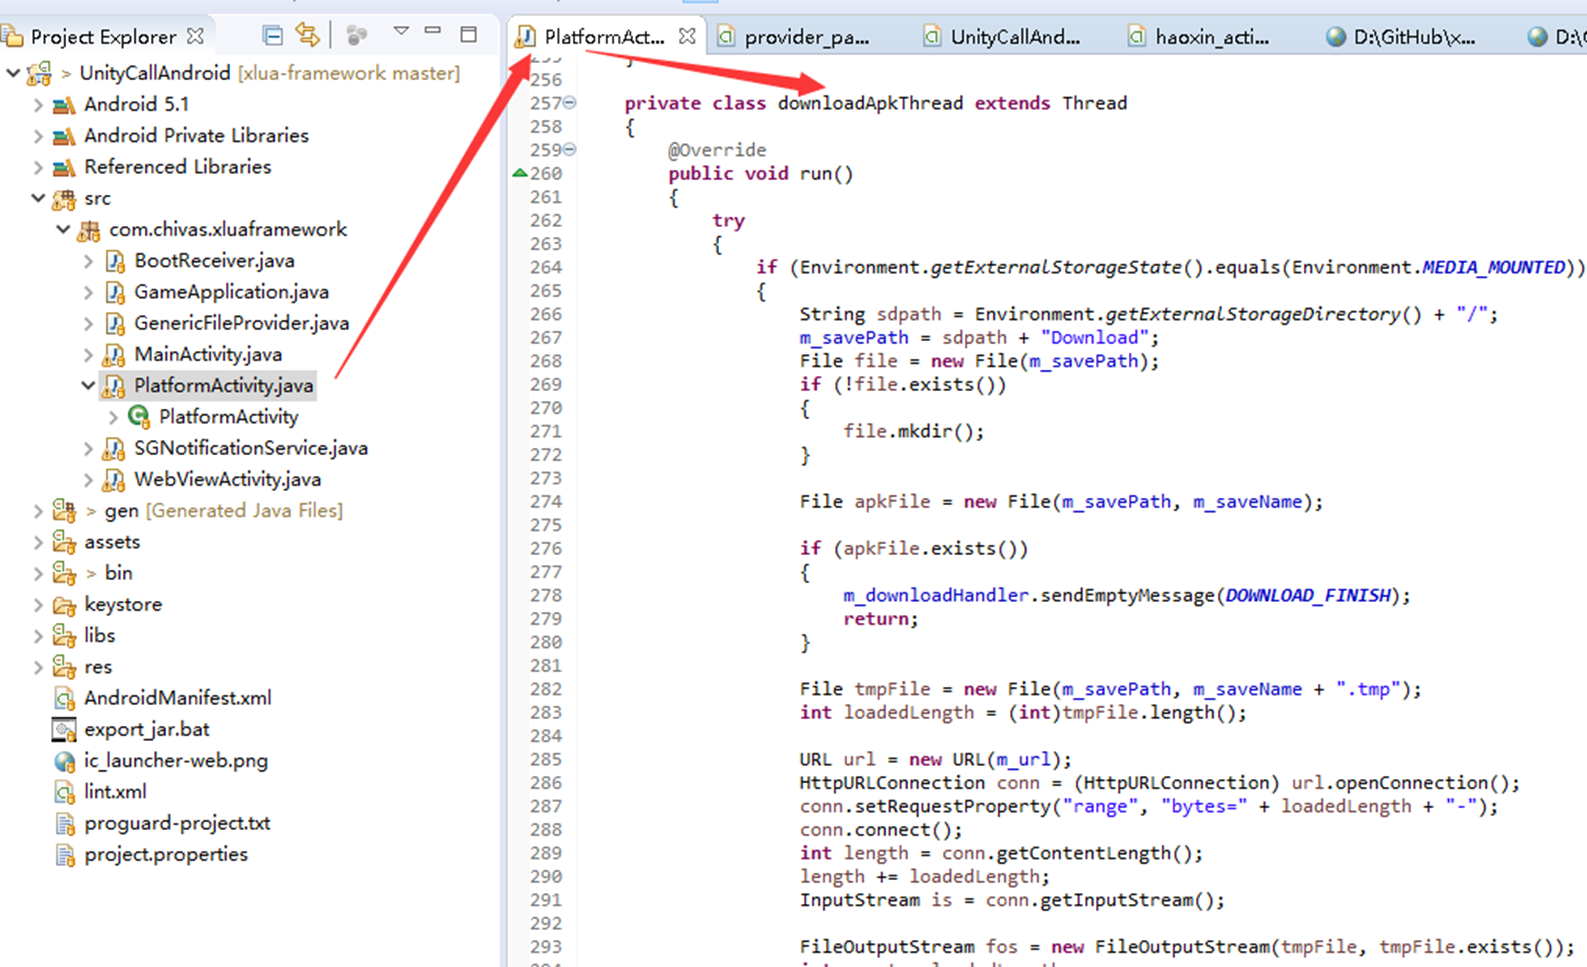 Project Explorer
> UnityCallAndroid [xlua-framework master]
Android 5.1
Android Private Libraries
Referenced Libraries
src
com.chivas.xluaframework
BootReceiver.java
GameApplication.java
GenericFileProvider.java
MainActivity.java
PlatformActivity.java
PlatformActivity
SGNotificationService.java
WebViewActivity.java
> gen [Generated Java Files]
assets
> bin
keystore
libs
res
AndroidManifest.xml
export_jar.bat
ic_launcher-web.png
lint.xml
proguard-project.txt
project.properties
PlatformAct... provider_pa... UnityCallAnd... haoxin_acti... D:\GitHub\x...
255 }
256
257 private class downloadApkThread extends Thread
258 {
259 @Override
260 public void run()
261 {
262 try
263 {
264 if (Environment.getExternalStorageState().equals(Environment.MEDIA_MOUNTED))
265 {
266 String sdpath = Environment.getExternalStorageDirectory() + "/";
267 m_savePath = sdpath + "Download";
268 File file = new File(m_savePath);
269 if (!file.exists())
270 {
271 file.mkdir();
272 }
273
274 File apkFile = new File(m_savePath, m_saveName);
275
276 if (apkFile.exists())
277 {
278 m_downloadHandler.sendEmptyMessage(DOWNLOAD_FINISH);
279 return;
280 }
281
282 File tmpFile = new File(m_savePath, m_saveName + ".tmp");
283 int loadedLength = (int)tmpFile.length();
284
285 URL url = new URL(m_url);
286 HttpURLConnection conn = (HttpURLConnection) url.openConnection();
287 conn.setRequestProperty("range", "bytes=" + loadedLength + "-");
288 conn.connect();
289 int length = conn.getContentLength();
290 length += loadedLength;
291 InputStream is = conn.getInputStream();
292
293 FileOutputStream fos = new FileOutputStream(tmpFile, tmpFile.exists());